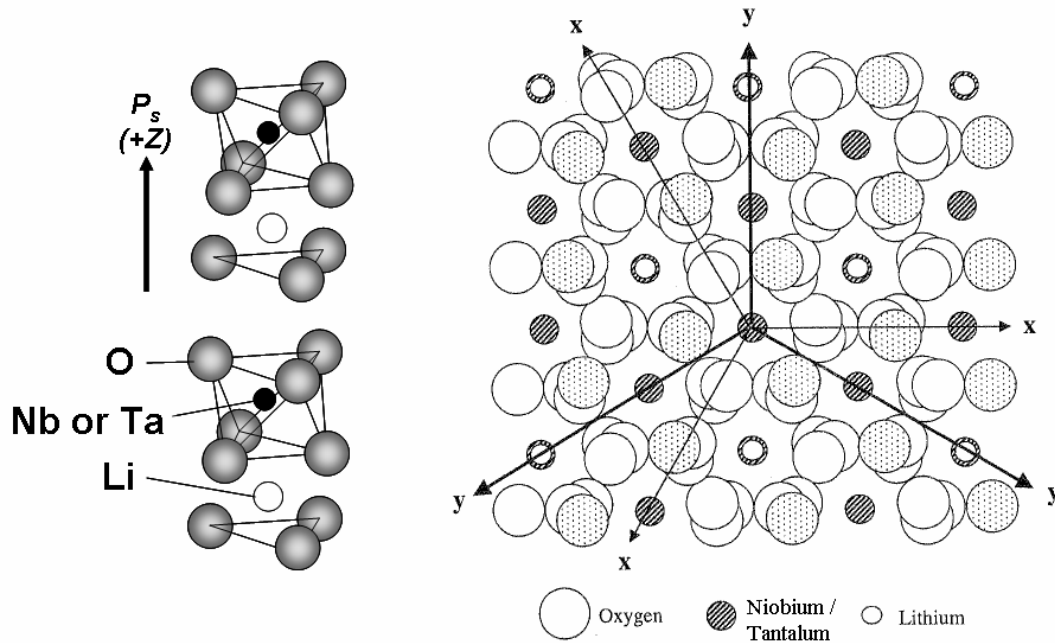 P_s
(+Z)
O
Nb or Ta
Li
x
y
x
y
x
y
Oxygen
Niobium /
Tantalum
Lithium